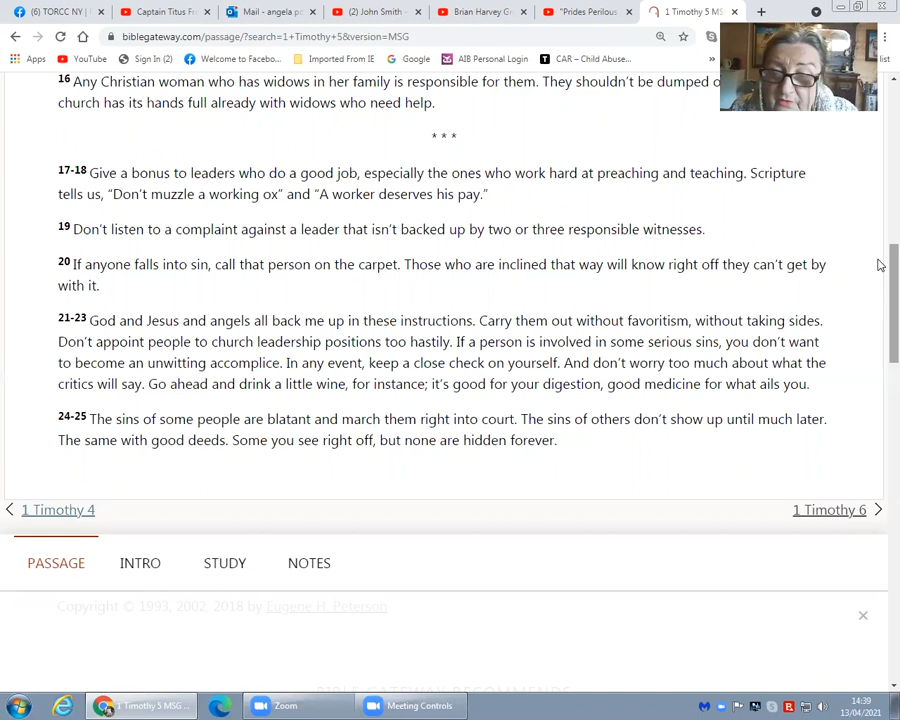 (6) TORCC NY |
Captain Titus Fr
Mail - angela p
(2) John Smith -
Brian Harvey Gr
"Prides Perilous
1 Timothy 5 MS
biblegateway.com/passage/?search=1+Timothy+5&version=MSG
Apps
YouTube
Sign In (2)
Welcome to Facebo...
Imported From IE
Google
AIB Personal Login
CAR – Child Abuse...
»
list
16 Any Christian woman who has widows in her family is responsible for them. They shouldn't be dumped o
church has its hands full already with widows who need help.
* * *
17-18 Give a bonus to leaders who do a good job, especially the ones who work hard at preaching and teaching. Scripture
tells us, “Don't muzzle a working ox” and “A worker deserves his pay.”
19 Don't listen to a complaint against a leader that isn't backed up by two or three responsible witnesses.
20 If anyone falls into sin, call that person on the carpet. Those who are inclined that way will know right off they can't get by
with it.
21-23 God and Jesus and angels all back me up in these instructions. Carry them out without favoritism, without taking sides.
Don't appoint people to church leadership positions too hastily. If a person is involved in some serious sins, you don't want
to become an unwitting accomplice. In any event, keep a close check on yourself. And don't worry too much about what the
critics will say. Go ahead and drink a little wine, for instance; it's good for your digestion, good medicine for what ails you.
24-25 The sins of some people are blatant and march them right into court. The sins of others don't show up until much later.
The same with good deeds. Some you see right off, but none are hidden forever.
1 Timothy 4
1 Timothy 6
PASSAGE INTRO STUDY NOTES
Copyright © 1993, 2002, 2018 by Eugene H. Peterson
BIBLE GATEWAY RECOMMENDS
1 Timothy 5 MSG ...
Zoom
Meeting Controls
14:39
13/04/2021